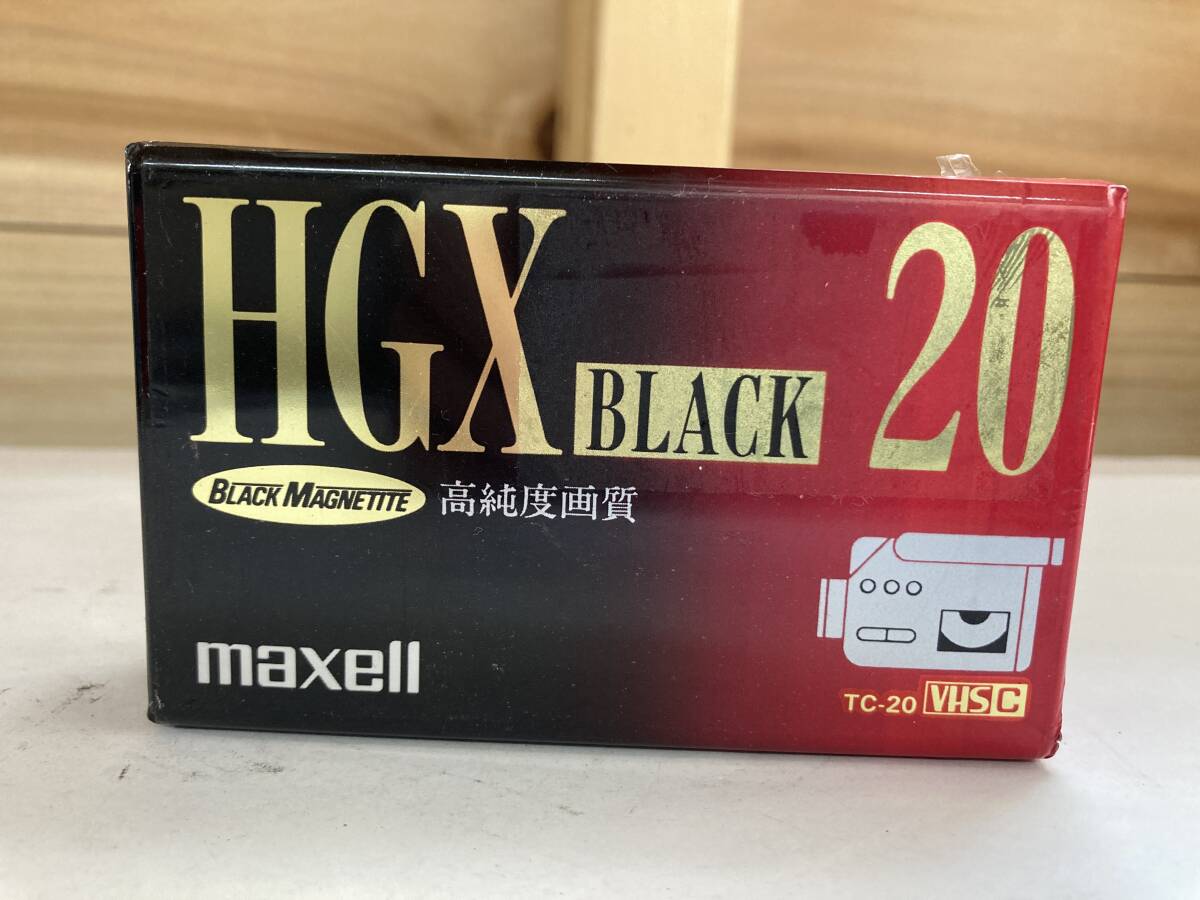 HGX BLACK 20
BLACK MAGNETITE 高純度画質
maxell
TC-20 VHS C